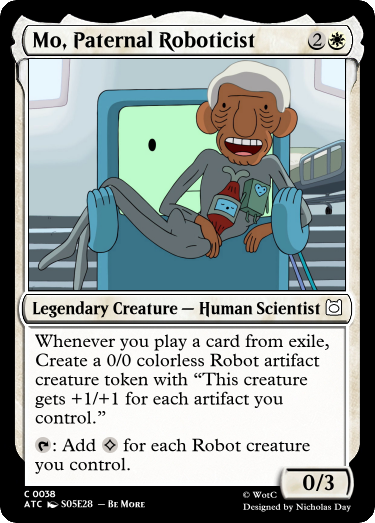 Mo, Paternal Roboticist 2
Legendary Creature — Human Scientist
Whenever you play a card from exile,
Create a 0/0 colorless Robot artifact
creature token with “This creature
gets +1/+1 for each artifact you
control.”
: Add for each Robot creature
you control.
0/3
C 0038
ATC S05E28 — Be More
© WotC
Designed by Nicholas Day